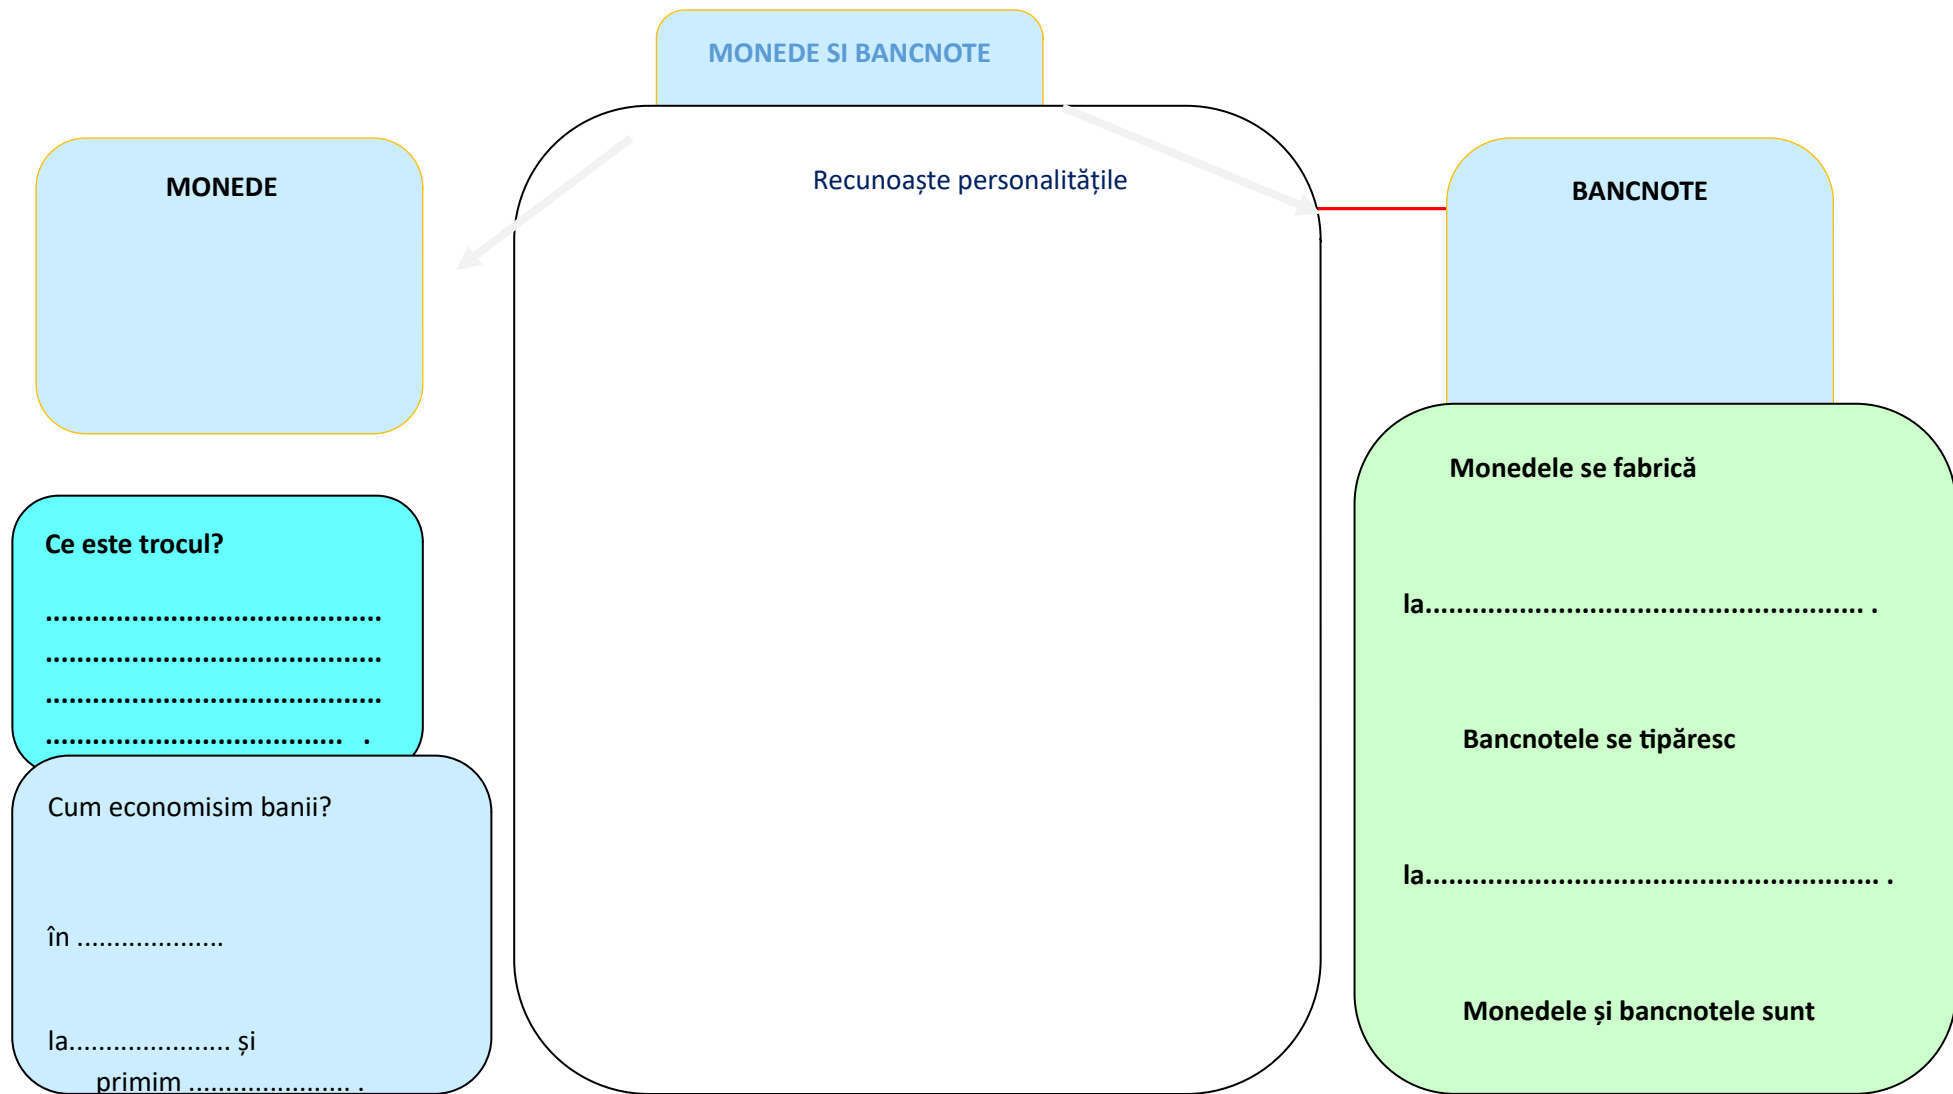 MONEDE SI BANCNOTE
MONEDE
Recunoaște personalitățile
BANCNOTE
Ce este trocul?
...........................................
...........................................
...........................................
...................................... .
Cum economisim banii?
în ....................
la...................... și
primim ...................... .
Monedele se fabrică
la........................................................ .
Bancnotele se tipăresc
la.......................................................... .
Monedele și bancnotele sunt